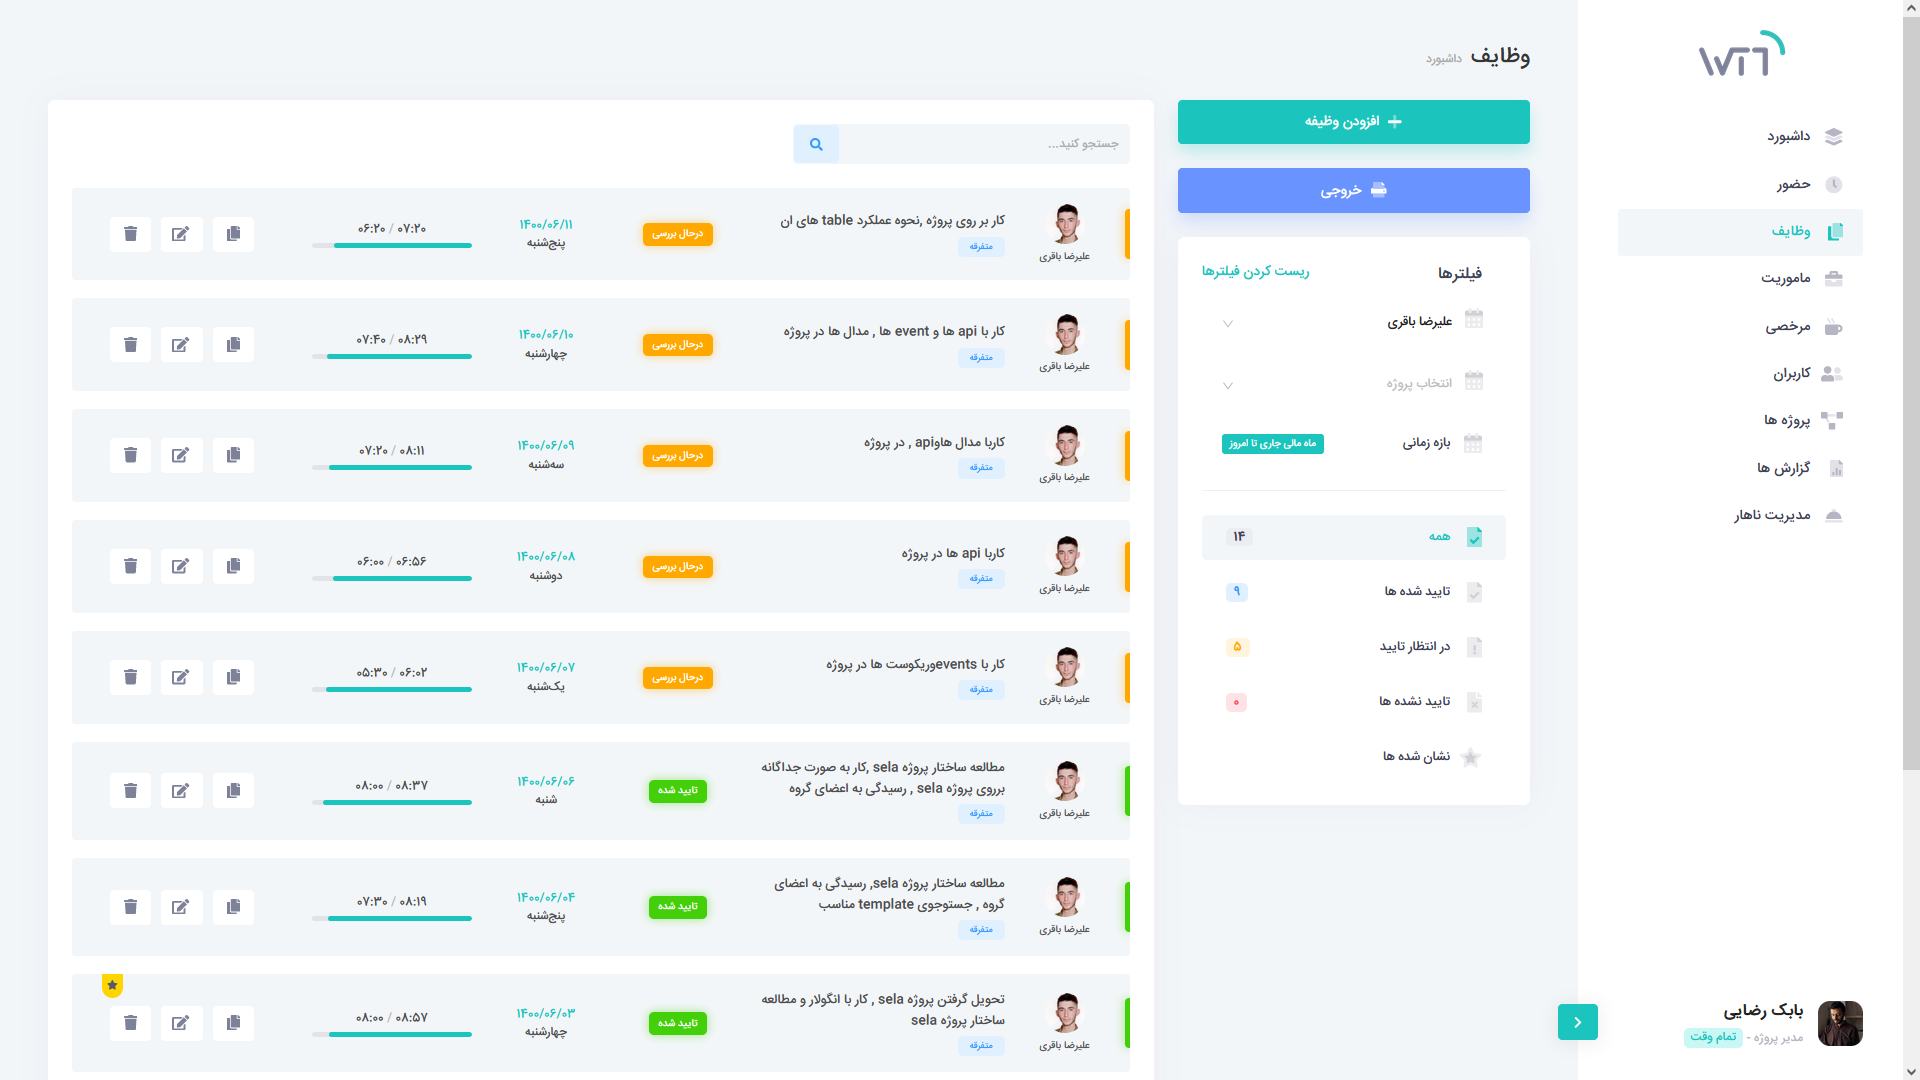 WIT
داشبورد
حضور
وظایف
ماموریت
مرخصی
کاربران
پروژه ها
گزارش ها
مدیریت ناهار
بابک رضایی
مدیر پروژه - تمام وقت
وظایف داشبورد
افزودن وظیفه
خروجی
فیلترها
ریست کردن فیلترها
علیرضا باقری
انتخاب پروژه
بازه زمانی
ماه مالی جاری تا امروز
همه ۱۴
تایید شده ها ۹
در انتظار تایید ۵
تایید نشده ها ۰
نشان شده ها
جستجو کنید...
علیرضا باقری
کار بر روی پروژه ,نحوه عملکرد table های ان
متفرقه
درحال بررسی
۱۴۰۰/۰۶/۱۱
پنج‌شنبه
۰۷:۲۰ / ۰۶:۲۰
علیرضا باقری
کار با api ها و event ها , مدال ها در پروژه
متفرقه
درحال بررسی
۱۴۰۰/۰۶/۱۰
چهارشنبه
۰۸:۲۹ / ۰۷:۴۰
علیرضا باقری
کاربا مدال هاوapi , در پروژه
متفرقه
درحال بررسی
۱۴۰۰/۰۶/۰۹
سه‌شنبه
۰۸:۱۱ / ۰۷:۲۰
علیرضا باقری
کاربا api ها در پروژه
متفرقه
درحال بررسی
۱۴۰۰/۰۶/۰۸
دوشنبه
۰۶:۵۶ / ۰۶:۰۰
علیرضا باقری
کار با eventsوریکوست ها در پروژه
متفرقه
درحال بررسی
۱۴۰۰/۰۶/۰۷
یک‌شنبه
۰۶:۰۲ / ۰۵:۳۰
علیرضا باقری
مطالعه ساختار پروژه sela ,کار به صورت جداگانه
برروی پروژه sela , رسیدگی به اعضای گروه
متفرقه
تایید شده
۱۴۰۰/۰۶/۰۶
شنبه
۰۸:۳۷ / ۰۸:۰۰
علیرضا باقری
مطالعه ساختار پروژه sela, رسیدگی به اعضای
گروه , جستوجوی template مناسب
متفرقه
تایید شده
۱۴۰۰/۰۶/۰۴
پنج‌شنبه
۰۸:۱۹ / ۰۷:۳۰
علیرضا باقری
تحویل گرفتن پروژه sela , کار با انگولار و مطالعه
ساختار پروژه sela
متفرقه
تایید شده
۱۴۰۰/۰۶/۰۳
چهارشنبه
۰۸:۵۷ / ۰۸:۰۰